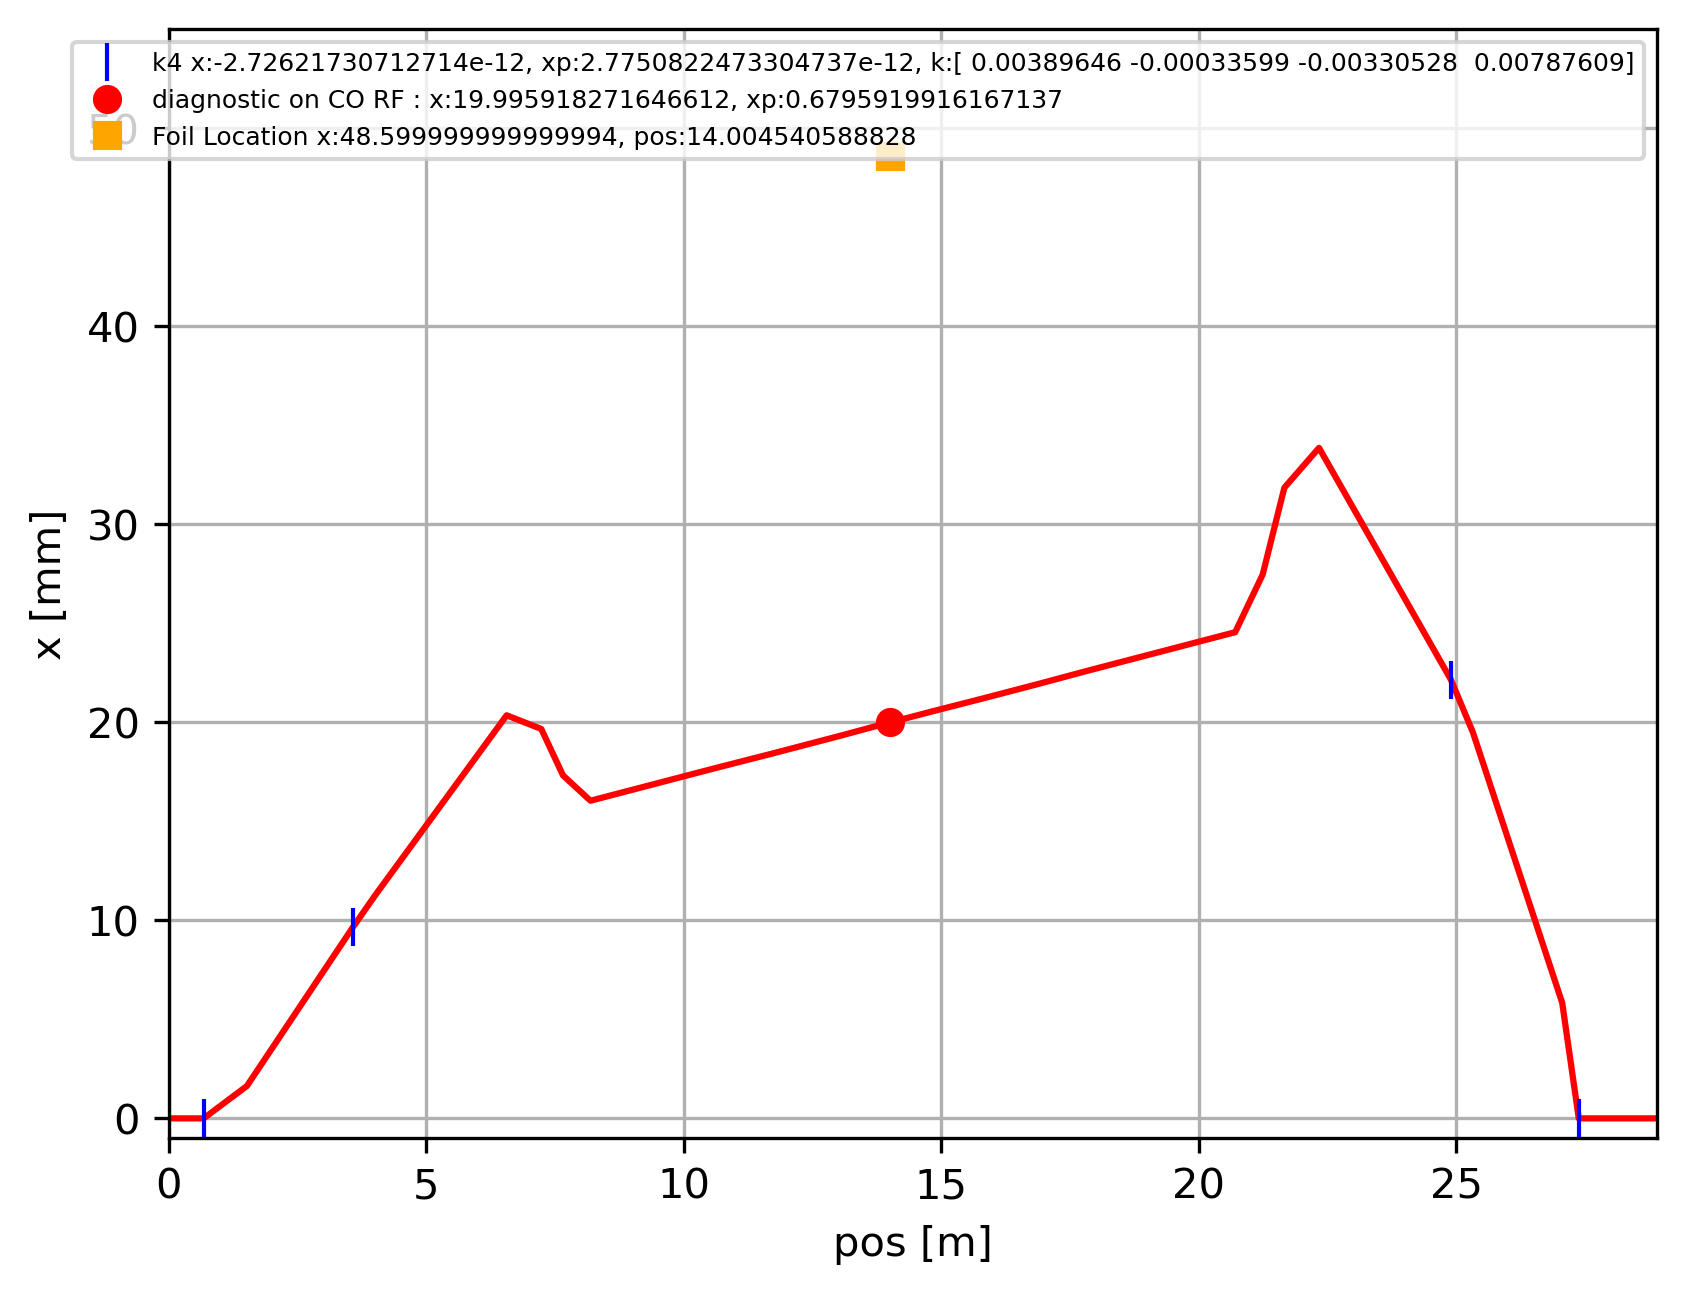 k4 x:-2.72621730712714e-12, xp:2.7750822473304737e-12, k:[ 0.00389646 -0.00033599 -0.00330528  0.00787609]
diagnostic on CO RF : x:19.995918271646612, xp:0.6795919916167137
Foil Location x:48.599999999999994, pos:14.004540588828
50
40
30
20
10
0
x [mm]
0 5 10 15 20 25
pos [m]